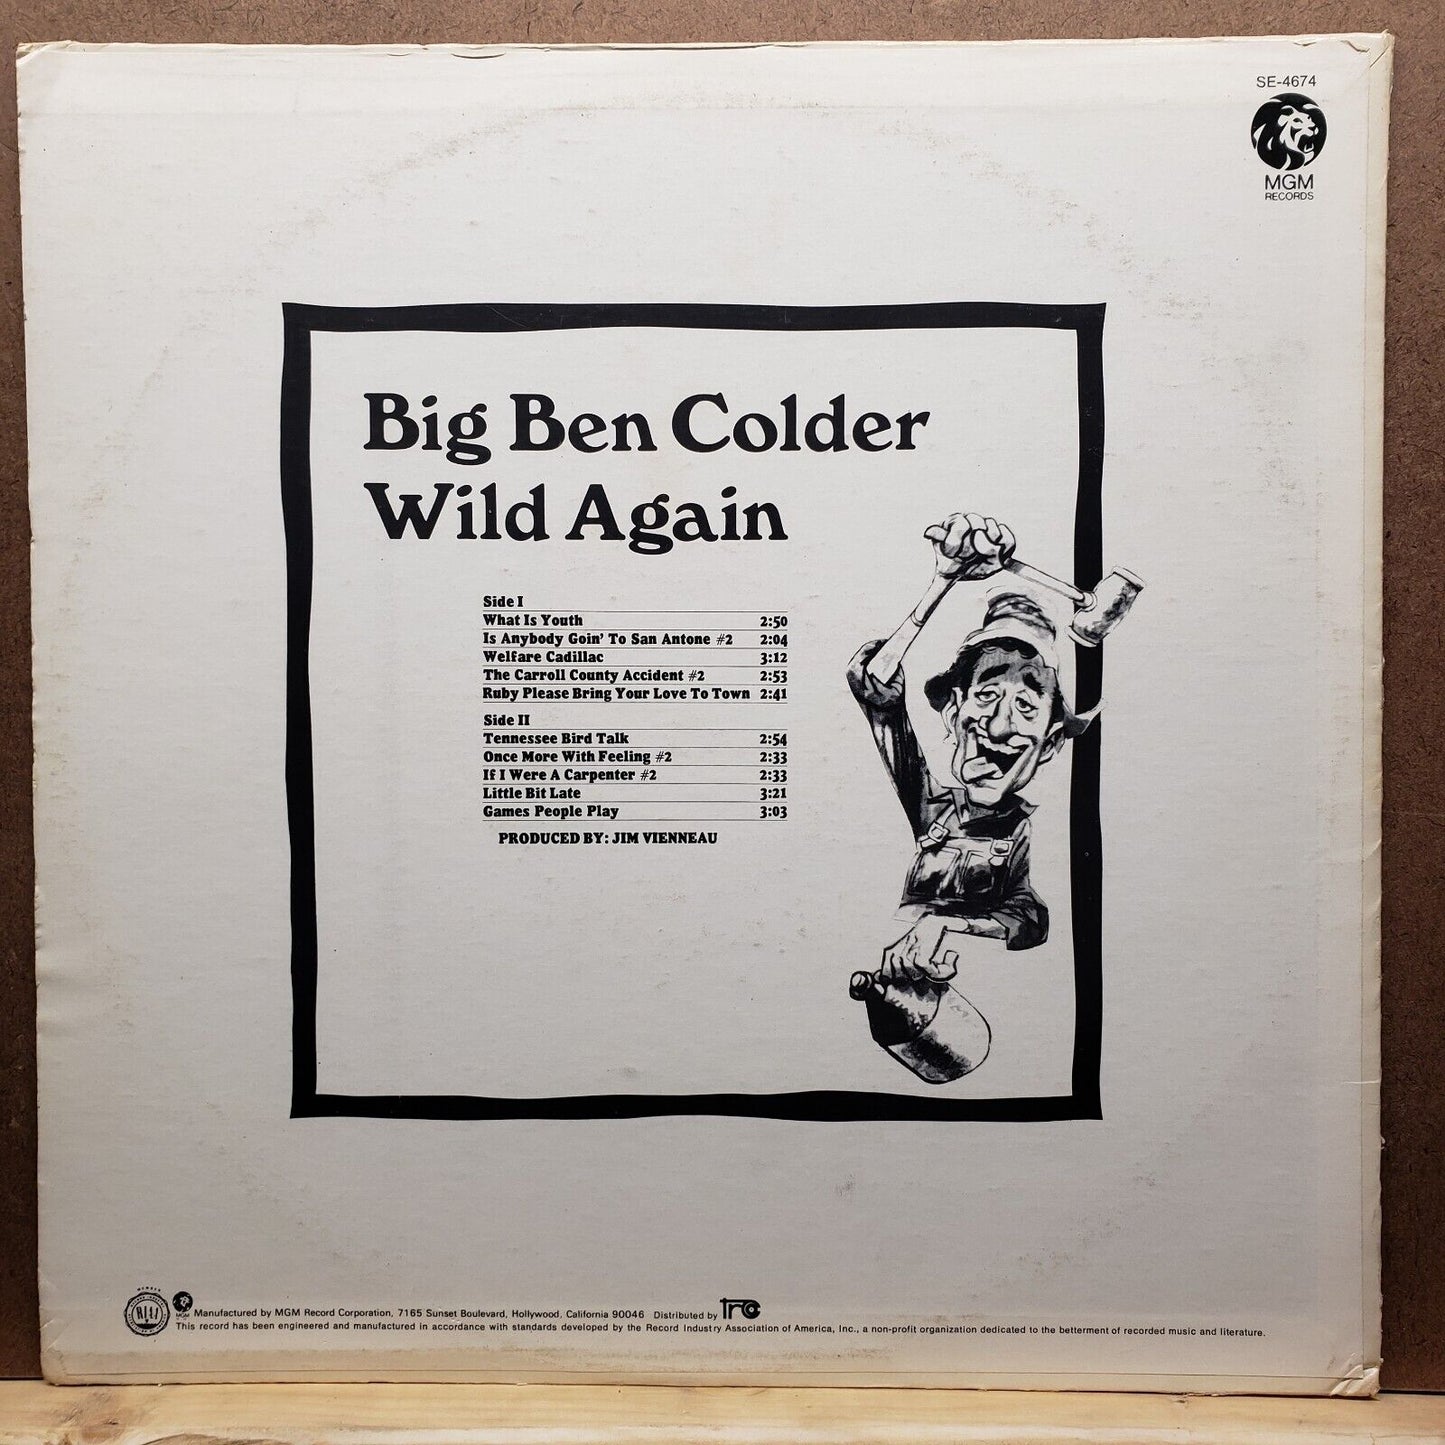 SE-4674
MGM
RECORDS
Big Ben Colder
Wild Again
Side I
What Is Youth 2:50
Is Anybody Goin' To San Antone #2 2:04
Welfare Cadillac 3:12
The Carroll County Accident #2 2:53
Ruby Please Bring Your Love To Town 2:41
Side II
Tennessee Bird Talk 2:54
Once More With Feeling #2 2:33
If I Were A Carpenter #2 2:33
Little Bit Late 3:21
Games People Play 3:03
PRODUCED BY: JIM VIENNEAU
MGM
Manufactured by MGM Record Corporation, 7165 Sunset Boulevard, Hollywood, California 90046 Distributed by TRC
This record has been engineered and manufactured in accordance with standards developed by the Record Industry Association of America, Inc., a non-profit organization dedicated to the betterment of recorded music and literature.